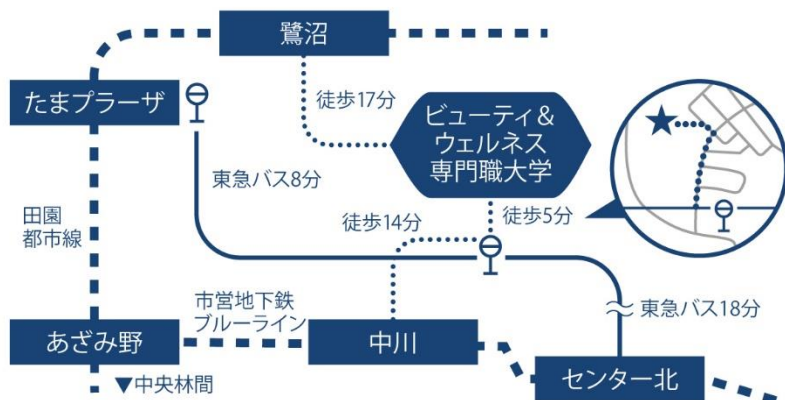 鷺沼
たまプラーザ
徒歩17分
ビューティ&
ウェルネス
専門職大学
東急バス8分
田園
都市線
徒歩14分
徒歩5分
市営地下鉄
ブルーライン
東急バス18分
あざみ野
中川
センター北
▼中央林間